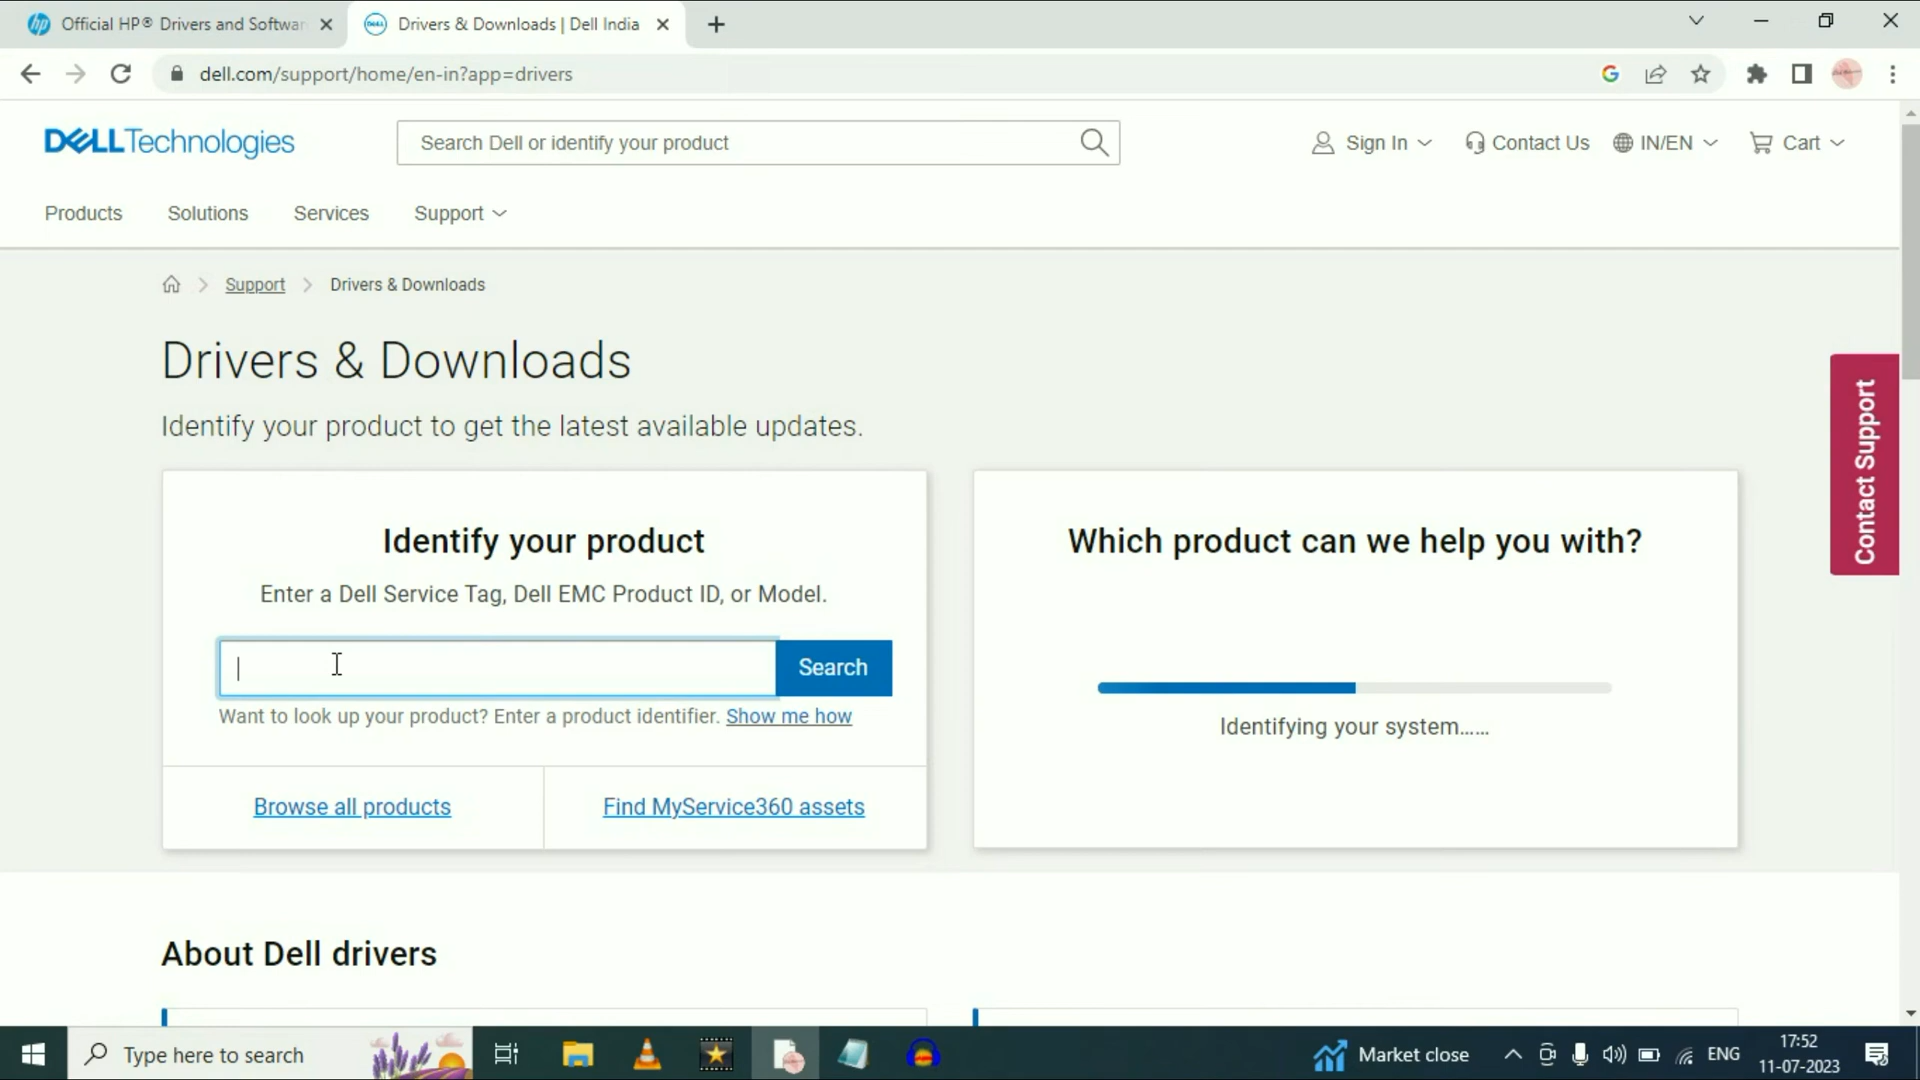 Official HP® Drivers and Softwar
Drivers & Downloads | Dell India
dell.com/support/home/en-in?app=drivers
DELL Technologies
Search Dell or identify your product
Sign In
Contact Us
IN/EN
Cart
Products
Solutions
Services
Support
Support
Drivers & Downloads
Drivers & Downloads
Identify your product to get the latest available updates.
Identify your product
Enter a Dell Service Tag, Dell EMC Product ID, or Model.
Search
Want to look up your product? Enter a product identifier. Show me how
Browse all products
Find MyService360 assets
Which product can we help you with?
Identifying your system......
Contact Support
About Dell drivers
Type here to search
Market close
ENG
17:52
11-07-2023